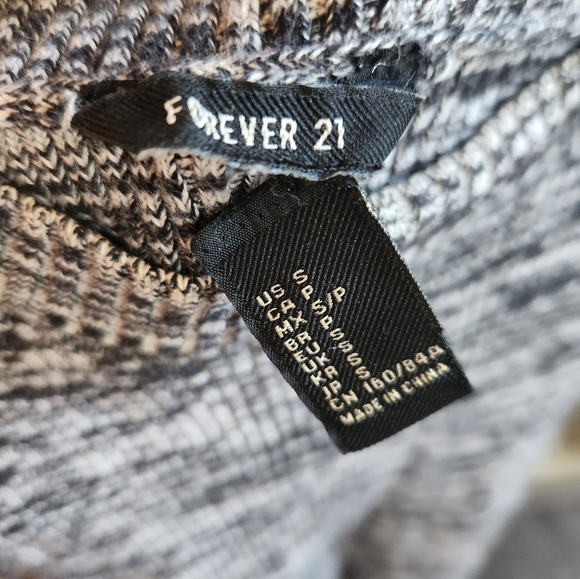 FOREVER 21
US S
CA P S/P
MX P
BR P
EU S
UK S
KR S
JP S
CN 160/84A
MADE IN CHINA